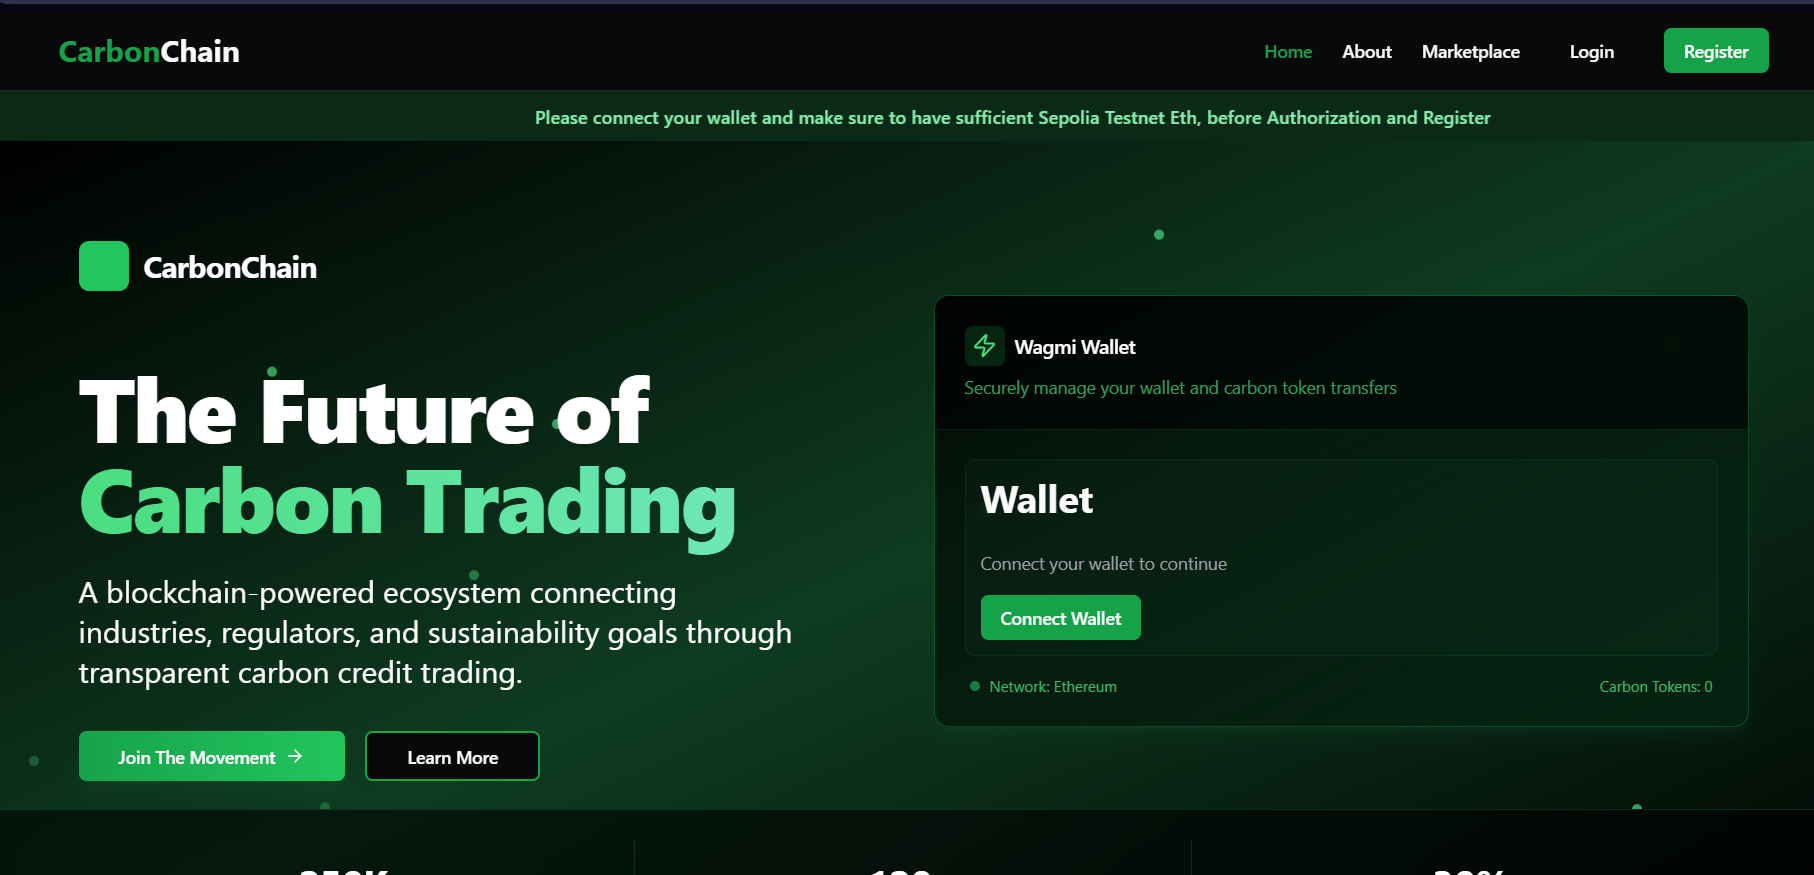 CarbonChain
Home About Marketplace Login Register
Please connect your wallet and make sure to have sufficient Sepolia Testnet Eth, before Authorization and Register
CarbonChain
The Future of
Carbon Trading
A blockchain-powered ecosystem connecting
industries, regulators, and sustainability goals through
transparent carbon credit trading.
Join The Movement →
Learn More
Wagmi Wallet
Securely manage your wallet and carbon token transfers
Wallet
Connect your wallet to continue
Connect Wallet
Network: Ethereum
Carbon Tokens: 0